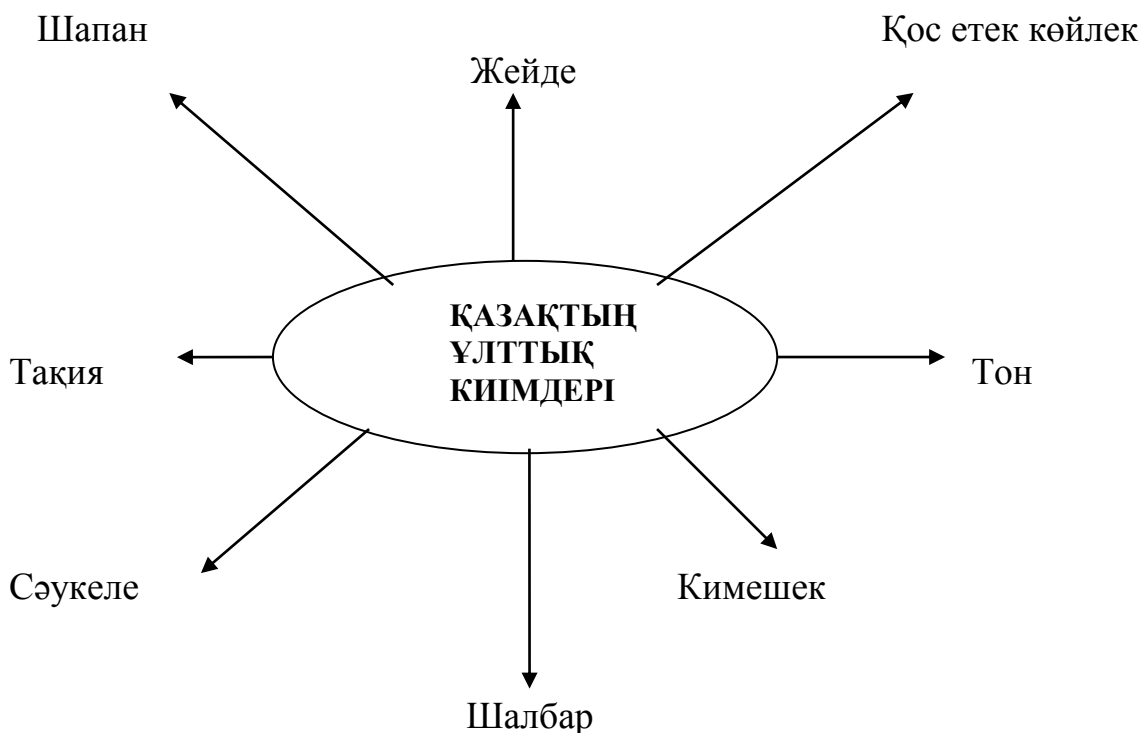 Шапан
Қос етек көйлек
Жейде
ҚАЗАҚТЫҢ
ҰЛТТЫҚ
КИІМДЕРІ
Тақия
Тон
Сәукеле
Кимешек
Шалбар